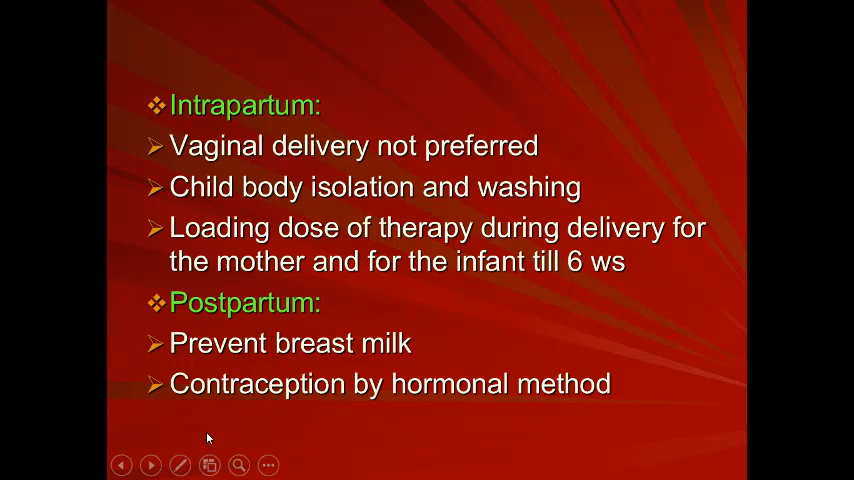 Intrapartum:
Vaginal delivery not preferred
Child body isolation and washing
Loading dose of therapy during delivery for
the mother and for the infant till 6 ws
Postpartum:
Prevent breast milk
Contraception by hormonal method